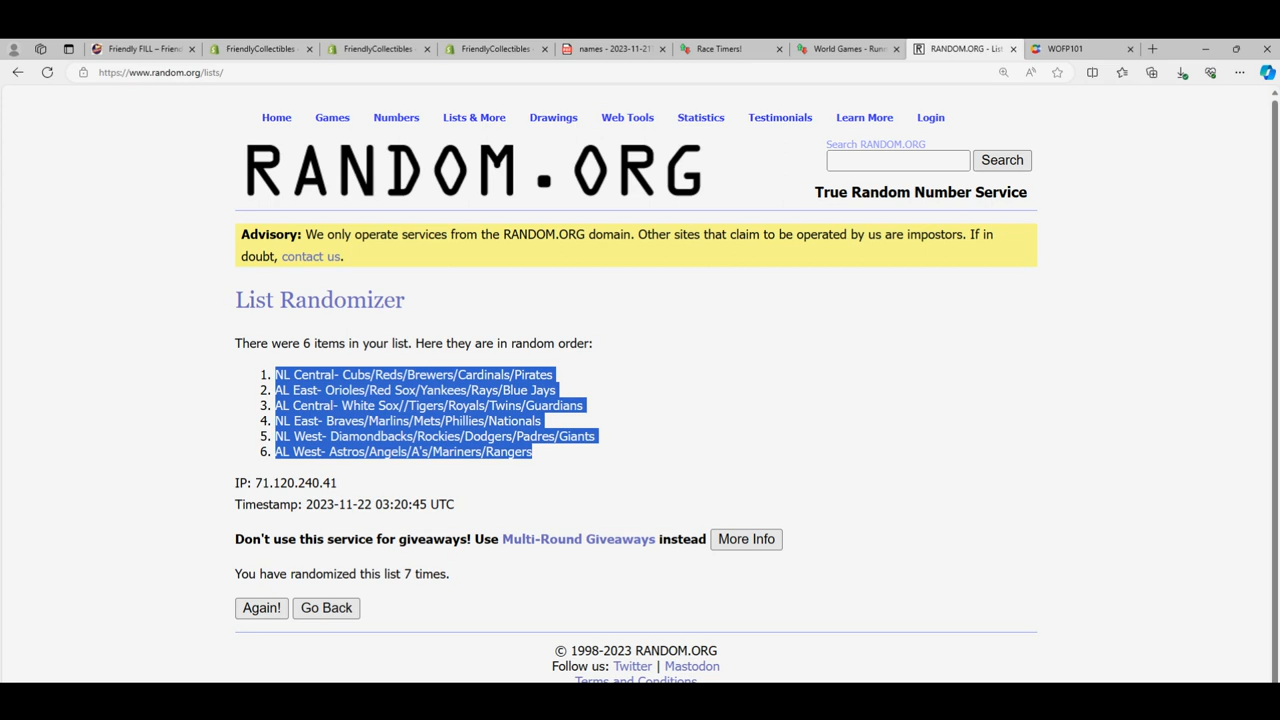 Friendly FILL – Frien
FriendlyCollectibles
FriendlyCollectibles
FriendlyCollectibles
names - 2023-11-21
Race Timers!
World Games - Runn
RANDOM.ORG - List
WOFP101
https://www.random.org/lists/
Home Games Numbers Lists & More Drawings Web Tools Statistics Testimonials Learn More Login
RANDOM.ORG
Search RANDOM.ORG
Search
True Random Number Service
Advisory: We only operate services from the RANDOM.ORG domain. Other sites that claim to be operated by us are impostors. If in
doubt, contact us.
List Randomizer
There were 6 items in your list. Here they are in random order:
1. NL Central- Cubs/Reds/Brewers/Cardinals/Pirates
2. AL East- Orioles/Red Sox/Yankees/Rays/Blue Jays
3. AL Central- White Sox//Tigers/Royals/Twins/Guardians
4. NL East- Braves/Marlins/Mets/Phillies/Nationals
5. NL West- Diamondbacks/Rockies/Dodgers/Padres/Giants
6. AL West- Astros/Angels/A's/Mariners/Rangers
IP: 71.120.240.41
Timestamp: 2023-11-22 03:20:45 UTC
Don't use this service for giveaways! Use Multi-Round Giveaways instead More Info
You have randomized this list 7 times.
Again! Go Back
© 1998-2023 RANDOM.ORG
Follow us: Twitter | Mastodon
Terms and Conditions